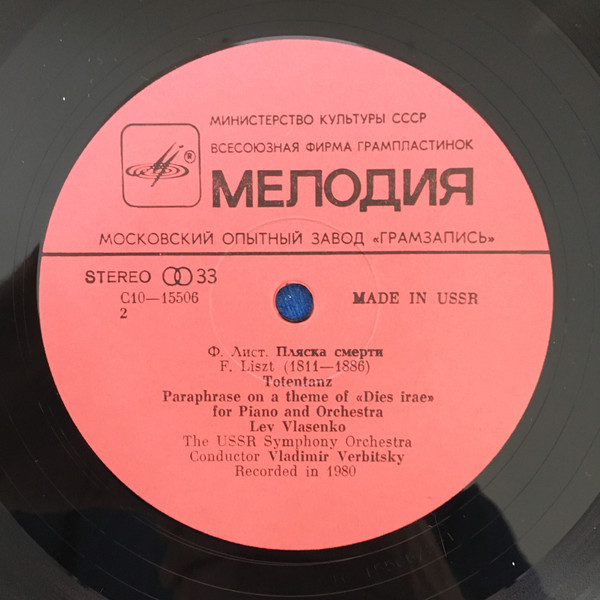 МИНИСТЕРСТВО КУЛЬТУРЫ СССР
ВСЕСОЮЗНАЯ ФИРМА ГРАМПЛАСТИНОК
®
МЕЛОДИЯ
МОСКОВСКИЙ ОПЫТНЫЙ ЗАВОД «ГРАМЗАПИСЬ»
STEREO 33
С10—15506
2
MADE IN USSR
Ф. Лист. Пляска смерти
F. Liszt (1811—1886)
Totentanz
Paraphrase on a theme of «Dies irae»
for Piano and Orchestra
Lev Vlasenko
The USSR Symphony Orchestra
Conductor Vladimir Verbitsky
Recorded in 1980